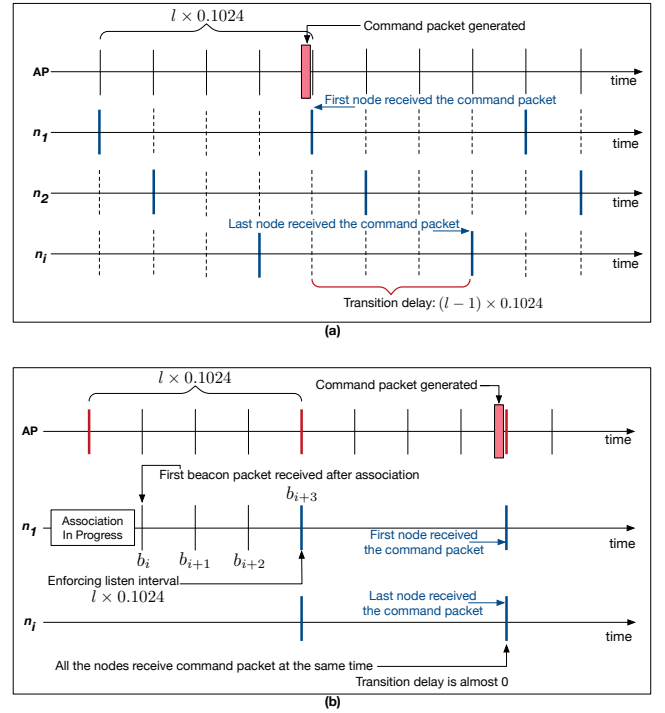 l × 0.1024
Command packet generated
AP
time
First node received the command packet
n1
time
n2
time
Last node received the command packet
ni
time
Transition delay: (l − 1) × 0.1024
(a)
l × 0.1024
Command packet generated
AP
time
First beacon packet received after association
bi+3
n1
Association
In Progress
First node received
the command packet
time
bi bi+1 bi+2
Enforcing listen interval
l × 0.1024
Last node received
the command packet
ni
time
All the nodes receive command packet at the same time
Transition delay is almost 0
(b)